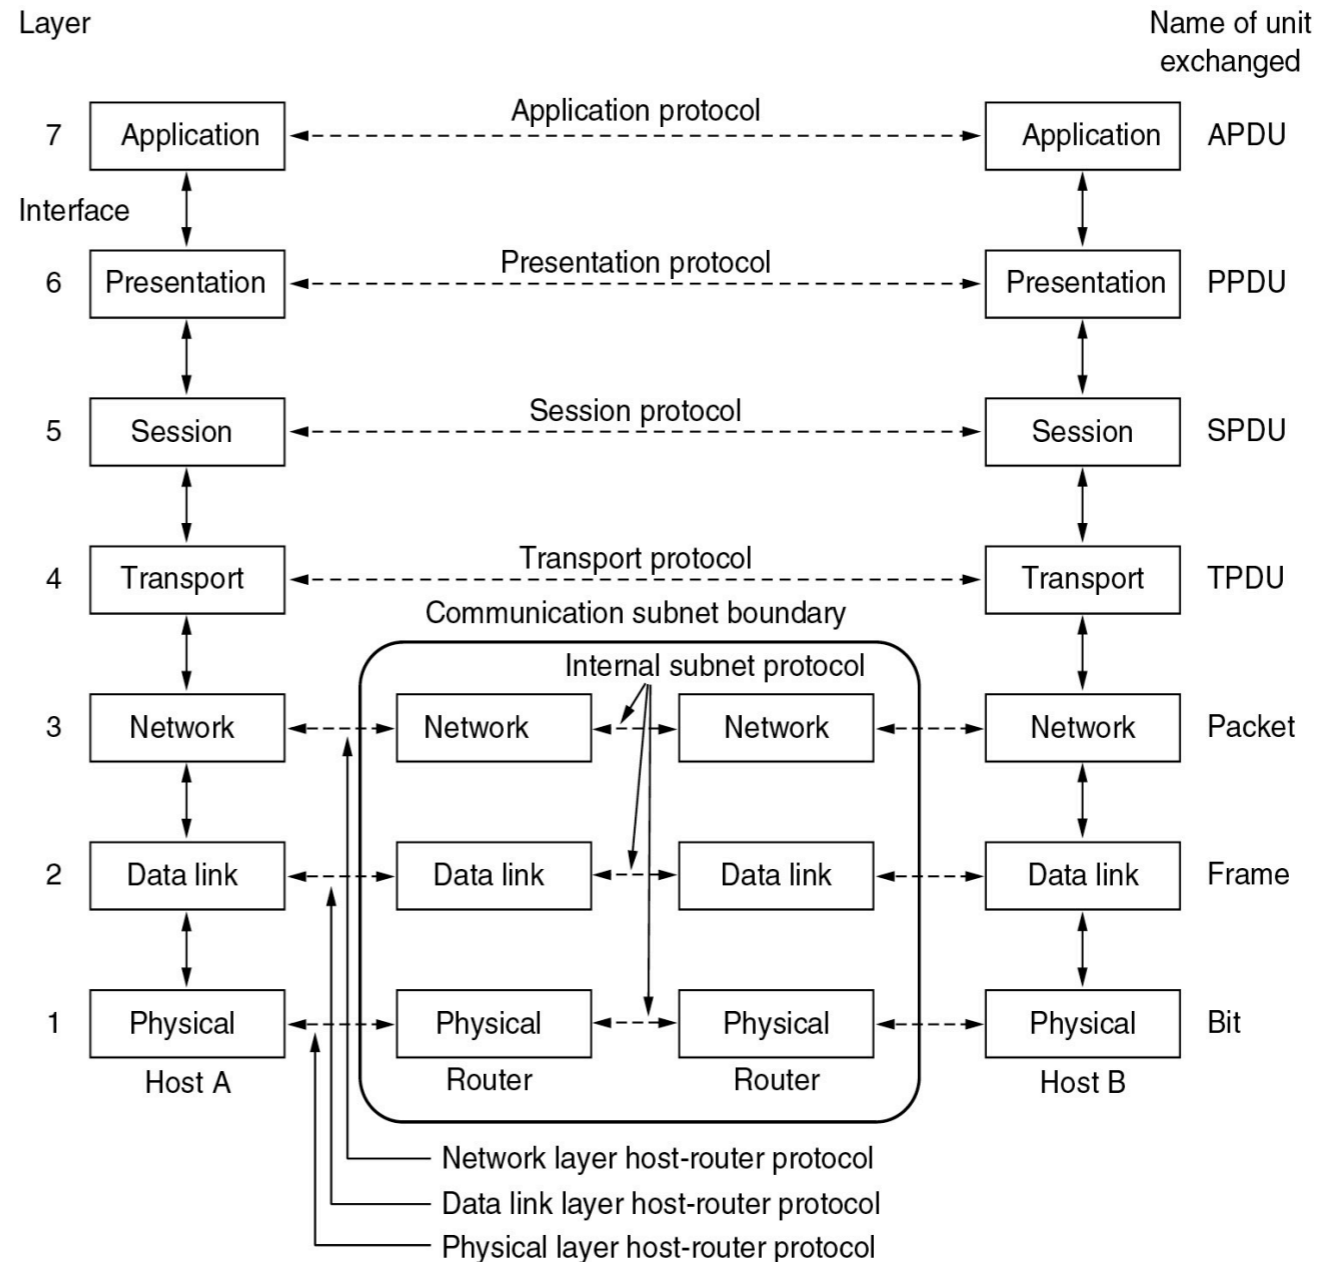 Layer
Name of unit
exchanged
Application protocol
7
Application
Application
APDU
Interface
Presentation protocol
6
Presentation
Presentation
PPDU
Session protocol
5
Session
Session
SPDU
Transport protocol
4
Transport
Transport
TPDU
Communication subnet boundary
Internal subnet protocol
3
Network
Network
Network
Network
Packet
2
Data link
Data link
Data link
Data link
Frame
1
Physical
Physical
Physical
Physical
Bit
Host A
Router
Router
Host B
Network layer host-router protocol
Data link layer host-router protocol
Physical layer host-router protocol